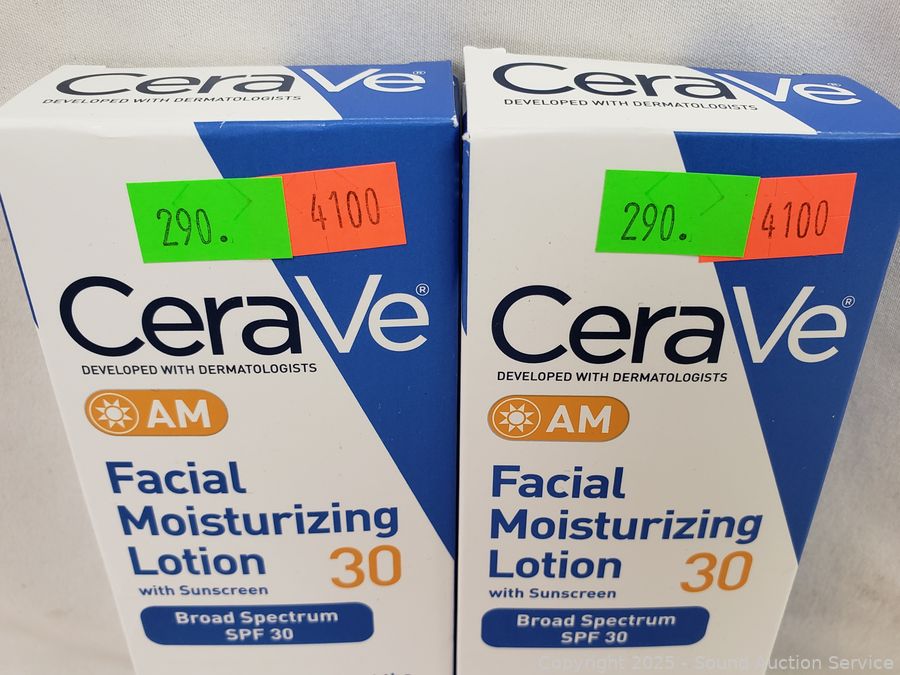 CeraVe®
DEVELOPED WITH DERMATOLOGISTS
290.
4100
CeraVe®
DEVELOPED WITH DERMATOLOGISTS
AM
Facial
Moisturizing
Lotion 30
with Sunscreen
Broad Spectrum
SPF 30
CeraVe®
DEVELOPED WITH DERMATOLOGISTS
290.
4100
CeraVe®
DEVELOPED WITH DERMATOLOGISTS
AM
Facial
Moisturizing
Lotion 30
with Sunscreen
Broad Spectrum
SPF 30
Copyright 2025 - Sound Auction Service